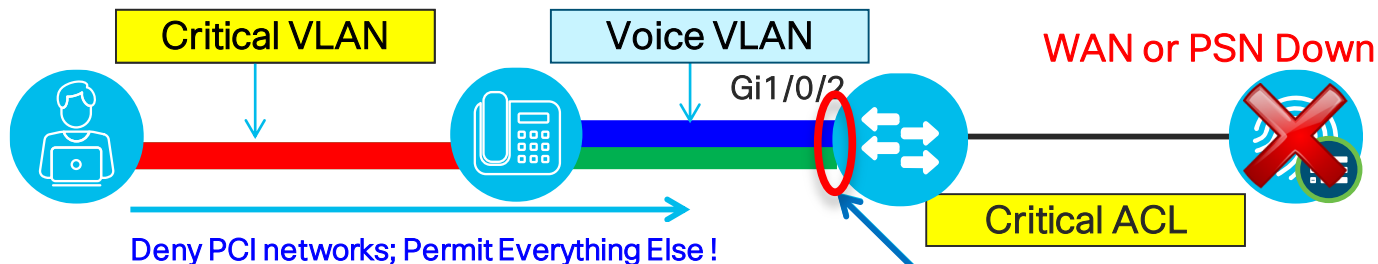 Critical VLAN
Voice VLAN
WAN or PSN Down
Gi1/0/2
Critical ACL
Deny PCI networks; Permit Everything Else !